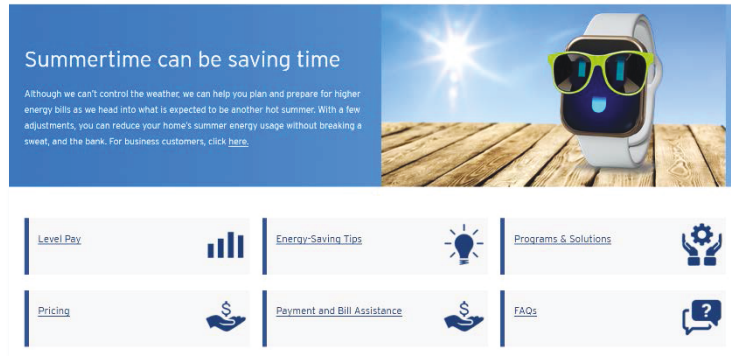 Summertime can be saving time
Although we can't control the weather, we can help you plan and prepare for higher
energy bills as we head into what is expected to be another hot summer. With a few
adjustments, you can reduce your home's summer energy usage without breaking a
sweat, and the bank. For business customers, click here.
Level Pay
Energy-Saving Tips
Programs & Solutions
$
$
Pricing
Payment and Bill Assistance
FAQs
?